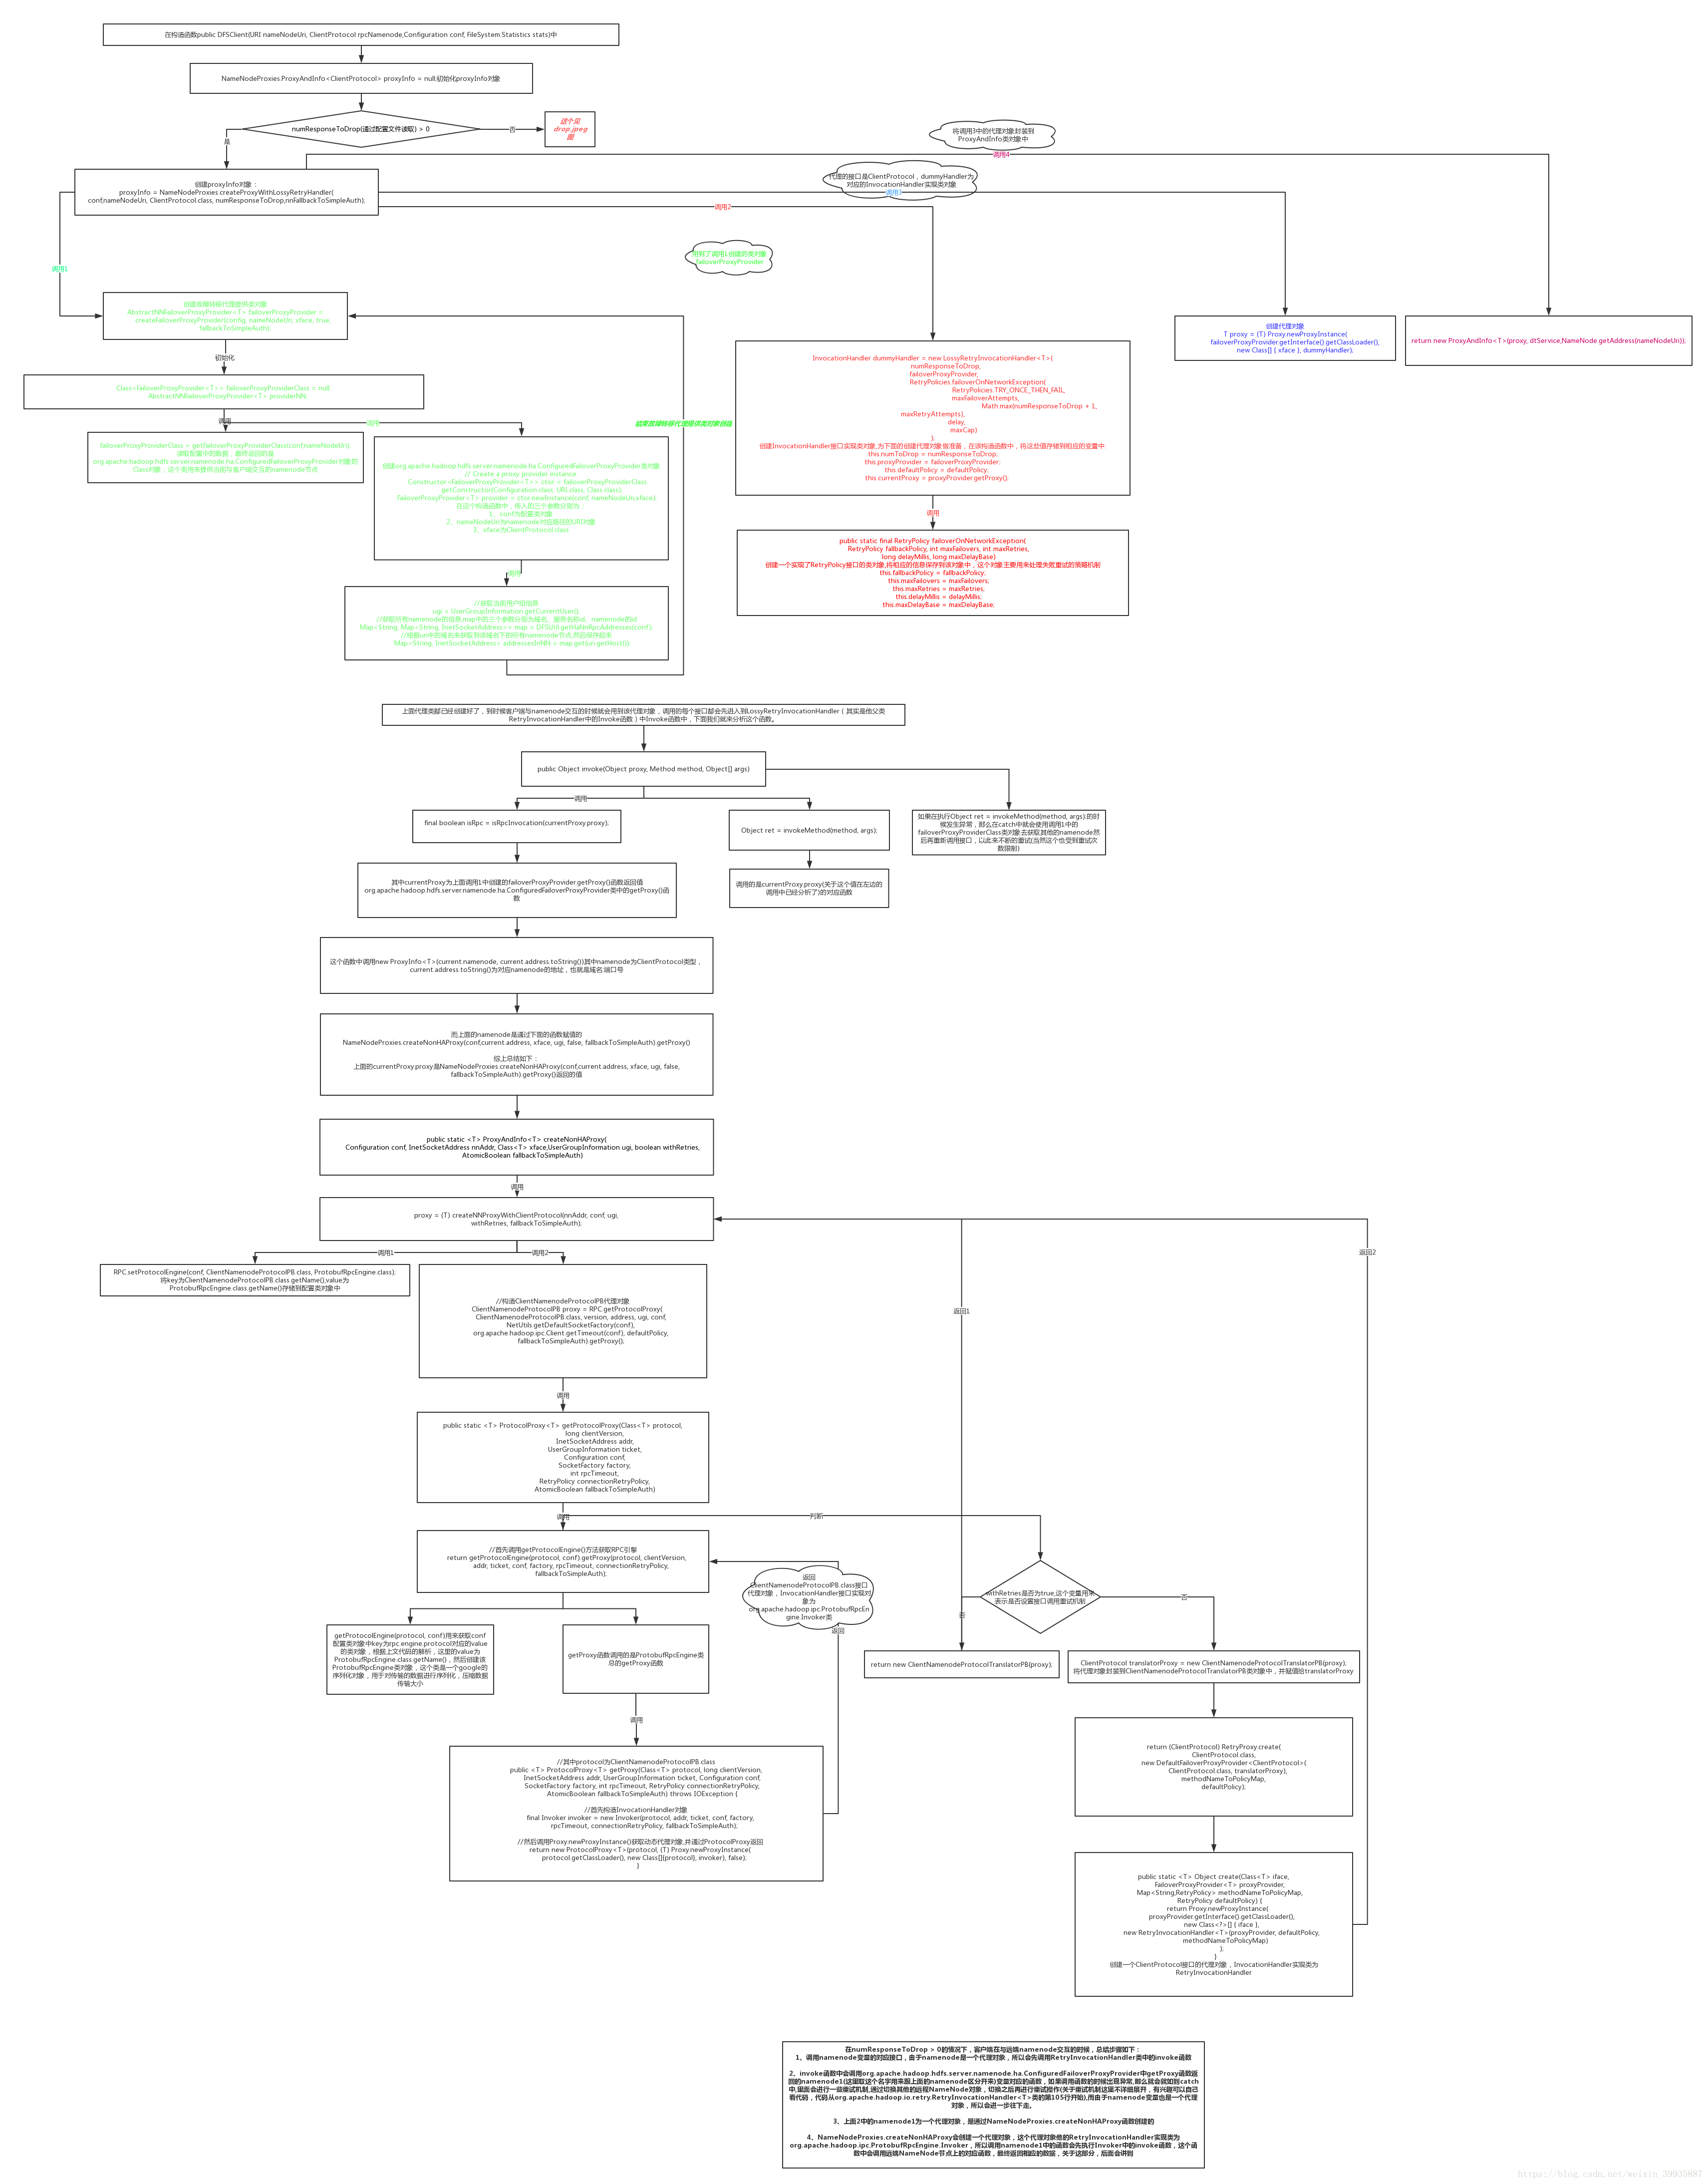 在构造函数public DFSClient(URI nameNodeUri, ClientProtocol rpcNamenode,Configuration conf, FileSystem.Statistics stats)中
NameNodeProxies.ProxyAndInfo<ClientProtocol> proxyInfo = null;初始化proxyInfo对象
numResponseToDrop(通过配置文件读取) > 0
否
这个见
drop.jpeg
图
是
将调用3中的代理对象封装到
ProxyAndInfo类对象中
调用4
创建proxyInfo对象：
proxyInfo = NameNodeProxies.createProxyWithLossyRetryHandler(
conf,nameNodeUri, ClientProtocol.class, numResponseToDrop,nnFallbackToSimpleAuth);
代理的接口是ClientProtocol，dummyHandler为
对应的InvocationHandler实现类对象
调用3
调用2
用到了调用1创建的类对象
failoverProxyProvider
调用1
创建故障转移代理提供类对象
AbstractNNFailoverProxyProvider<T> failoverProxyProvider =
createFailoverProxyProvider(config, nameNodeUri, xface, true,
fallbackToSimpleAuth);
创建代理对象
T proxy = (T) Proxy.newProxyInstance(
failoverProxyProvider.getInterface().getClassLoader(),
new Class[] { xface }, dummyHandler);
return new ProxyAndInfo<T>(proxy, dtService,NameNode.getAddress(nameNodeUri));
初始化
Class<FailoverProxyProvider<T>> failoverProxyProviderClass = null;
AbstractNNFailoverProxyProvider<T> providerNN;
InvocationHandler dummyHandler = new LossyRetryInvocationHandler<T>(
numResponseToDrop,
failoverProxyProvider,
RetryPolicies.failoverOnNetworkException(
RetryPolicies.TRY_ONCE_THEN_FAIL,
maxFailoverAttempts,
Math.max(numResponseToDrop + 1,
maxRetryAttempts),
delay,
maxCap)
);
创建InvocationHandler接口实现类对象,为下面的创建代理对象做准备，在该构造函数中，将这些值存储到相应的变量中
this.numToDrop = numResponseToDrop;
this.proxyProvider = failoverProxyProvider;
this.defaultPolicy = defaultPolicy;
this.currentProxy = proxyProvider.getProxy();
调用
调用
结束故障转移代理提供类对象创建
failoverProxyProviderClass = getFailoverProxyProviderClass(conf,nameNodeUri);
读取配置中的数据，最终返回的是
org.apache.hadoop.hdfs.server.namenode.ha.ConfiguredFailoverProxyProvider对象的
Class对象，这个类用来提供当前与客户端交互的namenode节点
创建org.apache.hadoop.hdfs.server.namenode.ha.ConfiguredFailoverProxyProvider类对象
// Create a proxy provider instance.
Constructor<FailoverProxyProvider<T>> ctor = failoverProxyProviderClass
.getConstructor(Configuration.class, URI.class, Class.class);
FailoverProxyProvider<T> provider = ctor.newInstance(conf, nameNodeUri,xface);
在这个构造函数中，传入的三个参数分别为
1、conf为配置类对象
2、nameNodeUri为namenode对应路径的URI对象
3、xface为ClientProtocol.class
调用
public static final RetryPolicy failoverOnNetworkException(
RetryPolicy fallbackPolicy, int maxFailovers, int maxRetries,
long delayMillis, long maxDelayBase)
创建一个实现了RetryPolicy接口的类对象,将相应的信息保存到该对象中，这个对象主要用来处理失败重试的策略机制
this.fallbackPolicy = fallbackPolicy;
this.maxFailovers = maxFailovers;
this.maxRetries = maxRetries;
this.delayMillis = delayMillis;
this.maxDelayBase = maxDelayBase;
调用
//获取当前用户组信息
ugi = UserGroupInformation.getCurrentUser()
//获取所有namenode的信息,map中的三个参数分别为域名、服务名称id、namenode的id
Map<String, Map<String, InetSocketAddress>> map = DFSUtil.getHaNnRpcAddresses(conf);
//根据uri中的域名来获取到该域名下的所有namenode节点,然后保存起来
Map<String, InetSocketAddress> addressesInNN = map.get(uri.getHost());
上面代理类都已经创建好了，到时候客户端与namenode交互的时候就会用到该代理对象，调用的每个接口都会先进入到LossyRetryInvocationHandler（其实是他父类
RetryInvocationHandler中的Invoke函数）中Invoke函数中，下面我们就来分析这个函数。
public Object invoke(Object proxy, Method method, Object[] args)
调用
final boolean isRpc = isRpcInvocation(currentProxy.proxy);
Object ret = invokeMethod(method, args);
如果在执行Object ret = invokeMethod(method, args);的时
候发生异常，那么在catch中就会使用调用1中的
failoverProxyProviderClass类对象去获取其他的namenode然
后再重新调用接口，以此来不断的重试(当然这个也受到重试次
数限制)
其中currentProxy为上面调用1中创建的failoverProxyProvider.getProxy()函数返回值
org.apache.hadoop.hdfs.server.namenode.ha.ConfiguredFailoverProxyProvider类中的getProxy()函
数
调用的是currentProxy.proxy(关于这个值在左边的
调用中已经分析了)的对应函数
这个函数中调用new ProxyInfo<T>(current.namenode, current.address.toString())其中namenode为ClientProtocol类型，
current.address.toString()为对应namenode的地址，也就是域名:端口号
而上面的namenode是通过下面的函数赋值的
NameNodeProxies.createNonHAProxy(conf,current.address, xface, ugi, false, fallbackToSimpleAuth).getProxy()
综上总结如下：
上面的currentProxy.proxy是NameNodeProxies.createNonHAProxy(conf,current.address, xface, ugi, false,
fallbackToSimpleAuth).getProxy()返回的值
public static <T> ProxyAndInfo<T> createNonHAProxy(
Configuration conf, InetSocketAddress nnAddr, Class<T> xface,UserGroupInformation ugi, boolean withRetries,
AtomicBoolean fallbackToSimpleAuth)
调用
proxy = (T) createNNProxyWithClientProtocol(nnAddr, conf, ugi,
withRetries, fallbackToSimpleAuth);
调用1
调用2
返回2
RPC.setProtocolEngine(conf, ClientNamenodeProtocolPB.class, ProtobufRpcEngine.class);
将key为ClientNamenodeProtocolPB.class.getName(),value为
ProtobufRpcEngine.class.getName()存储到配置类对象中
//构造ClientNamenodeProtocolPB代理对象
ClientNamenodeProtocolPB proxy = RPC.getProtocolProxy(
ClientNamenodeProtocolPB.class, version, address, ugi, conf,
NetUtils.getDefaultSocketFactory(conf),
org.apache.hadoop.ipc.Client.getTimeout(conf), defaultPolicy,
fallbackToSimpleAuth).getProxy();
返回1
调用
public static <T> ProtocolProxy<T> getProtocolProxy(Class<T> protocol,
long clientVersion,
InetSocketAddress addr,
UserGroupInformation ticket,
Configuration conf,
SocketFactory factory,
int rpcTimeout,
RetryPolicy connectionRetryPolicy,
AtomicBoolean fallbackToSimpleAuth)
调用
判断
//首先调用getProtocolEngine()方法获取RPC引擎
return getProtocolEngine(protocol, conf).getProxy(protocol, clientVersion,
addr, ticket, conf, factory, rpcTimeout, connectionRetryPolicy,
fallbackToSimpleAuth);
返回
ClientNamenodeProtocolPB.class接口
代理对象，InvocationHandler接口实现对
象为
org.apache.hadoop.ipc.ProtobufRpcEn
gine.Invoker类
返回
withRetries是否为true,这个变量用来
表示是否设置接口调用重试机制
否
否
getProtocolEngine(protocol, conf)用来获取conf
配置类对象中key为rpc.engine.protocol对应的value
的类对象，根据上文代码的解析，这里的value为
ProtobufRpcEngine.class.getName()，然后创建该
ProtobufRpcEngine类对象，这个类是一个google的
序列化对象，用于对传输的数据进行序列化，压缩数据
传输大小
getProxy函数调用的是ProtobufRpcEngine类
总的getProxy函数
return new ClientNamenodeProtocolTranslatorPB(proxy);
ClientProtocol translatorProxy = new ClientNamenodeProtocolTranslatorPB(proxy);
将代理对象封装到ClientNamenodeProtocolTranslatorPB类对象中，并赋值给translatorProxy
调用
//其中protocol为ClientNamenodeProtocolPB.class
public <T> ProtocolProxy<T> getProxy(Class<T> protocol, long clientVersion,
InetSocketAddress addr, UserGroupInformation ticket, Configuration conf,
SocketFactory factory, int rpcTimeout, RetryPolicy connectionRetryPolicy,
AtomicBoolean fallbackToSimpleAuth) throws IOException {
//首先构造InvocationHandler对象
final Invoker invoker = new Invoker(protocol, addr, ticket, conf, factory,
rpcTimeout, connectionRetryPolicy, fallbackToSimpleAuth);
//然后调用Proxy.newProxyInstance()获取动态代理对象,并通过ProtocolProxy返回
return new ProtocolProxy<T>(protocol, (T) Proxy.newProxyInstance(
protocol.getClassLoader(), new Class[]{protocol}, invoker), false);
}
return (ClientProtocol) RetryProxy.create(
ClientProtocol.class,
new DefaultFailoverProxyProvider<ClientProtocol>(
ClientProtocol.class, translatorProxy),
methodNameToPolicyMap,
defaultPolicy);
public static <T> Object create(Class<T> iface,
FailoverProxyProvider<T> proxyProvider,
Map<String,RetryPolicy> methodNameToPolicyMap,
RetryPolicy defaultPolicy) {
return Proxy.newProxyInstance(
proxyProvider.getInterface().getClassLoader(),
new Class<?>[] { iface },
new RetryInvocationHandler<T>(proxyProvider, defaultPolicy,
methodNameToPolicyMap)
);
}
创建一个ClientProtocol接口的代理对象，InvocationHandler实现类为
RetryInvocationHandler
在numResponseToDrop > 0的情况下，客户端在与远端namenode交互的时候，总结步骤如下：
1、调用namenode变量的对应接口，由于namenode是一个代理对象，所以会先调用RetryInvocationHandler类中的invoke函数
2、invoke函数中会调用org.apache.hadoop.hdfs.server.namenode.ha.ConfiguredFailoverProxyProvider中getProxy函数返
回的namenode1(这里取这个名字用来跟上面的namenode区分开来)变量对应的函数，如果调用函数的时候出现异常,那么就会就如到catch
中,里面会进行一些重试机制,通过切换其他的远程NameNode对象，切换之后再进行重试操作(关于重试机制这里不详细展开，有兴趣可以自己
看代码，代码从org.apache.hadoop.io.retry.RetryInvocationHandler<T>类的第105行开始),而由于namenode变量也是一个代理
对象，所以会进一步往下走。
3、上面2中的namenode1为一个代理对象，是通过NameNodeProxies.createNonHAProxy函数创建的
4、NameNodeProxies.createNonHAProxy会创建一个代理对象，这个代理对象他的RetryInvocationHandler实现类为
org.apache.hadoop.ipc.ProtobufRpcEngine.Invoker，所以调用namenode1中的函数会先执行Invoker中的invoke函数，这个函
数中会调用远端NameNode节点上的对应函数，最终返回相应的数据，关于这部分，后面会讲到
https://blog.csdn.net/weixin_39935887